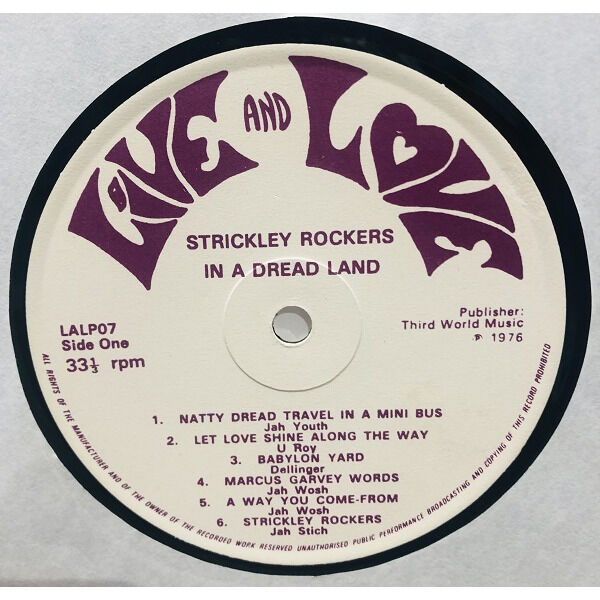 LIVE AND LOVE
STRICKLEY ROCKERS
IN A DREAD LAND
LALP07
Side One
33⅓ rpm
Publisher:
Third World Music
℗ 1976
1. NATTY DREAD TRAVEL IN A MINI BUS
Jah Youth
2. LET LOVE SHINE ALONG THE WAY
U Roy
3. BABYLON YARD
Dellinger
4. MARCUS GARVEY WORDS
Jah Wosh
5. A WAY YOU COME-FROM
Jah Wosh
6. STRICKLEY ROCKERS
Jah Stich
ALL RIGHTS OF THE MANUFACTURER AND OF THE OWNER OF THE RECORDED WORK RESERVED UNAUTHORISED PUBLIC PERFORMANCE BROADCASTING AND COPYING OF THIS RECORD PROHIBITED